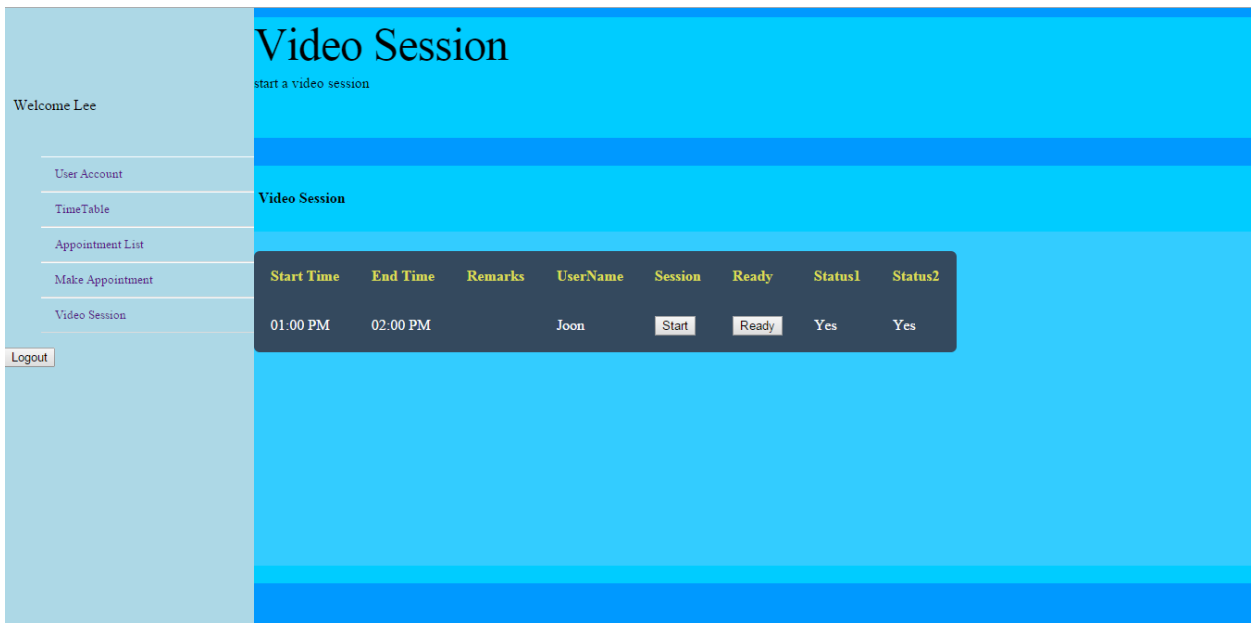 Welcome Lee
User Account
TimeTable
Appointment List
Make Appointment
Video Session
Logout
Video Session
start a video session
Video Session
Start Time End Time Remarks UserName Session Ready Status1 Status2
01:00 PM 02:00 PM Joon Start Ready Yes Yes